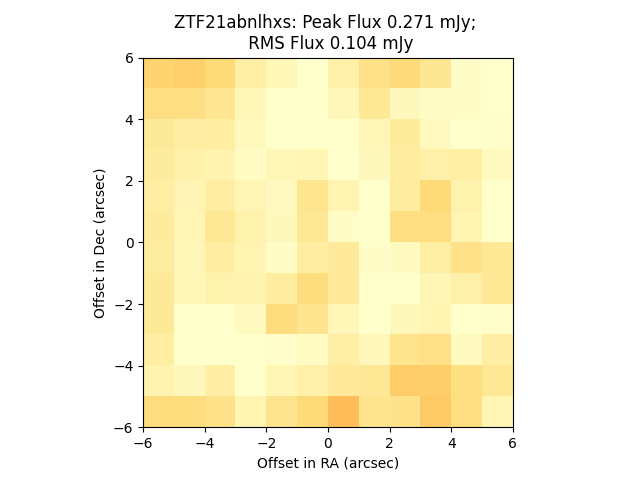 ZTF21abnlhxs: Peak Flux 0.271 mJy;
RMS Flux 0.104 mJy
6
4
2
0
−2
−4
−6
Offset in Dec (arcsec)
−6 −4 −2 0 2 4 6
Offset in RA (arcsec)